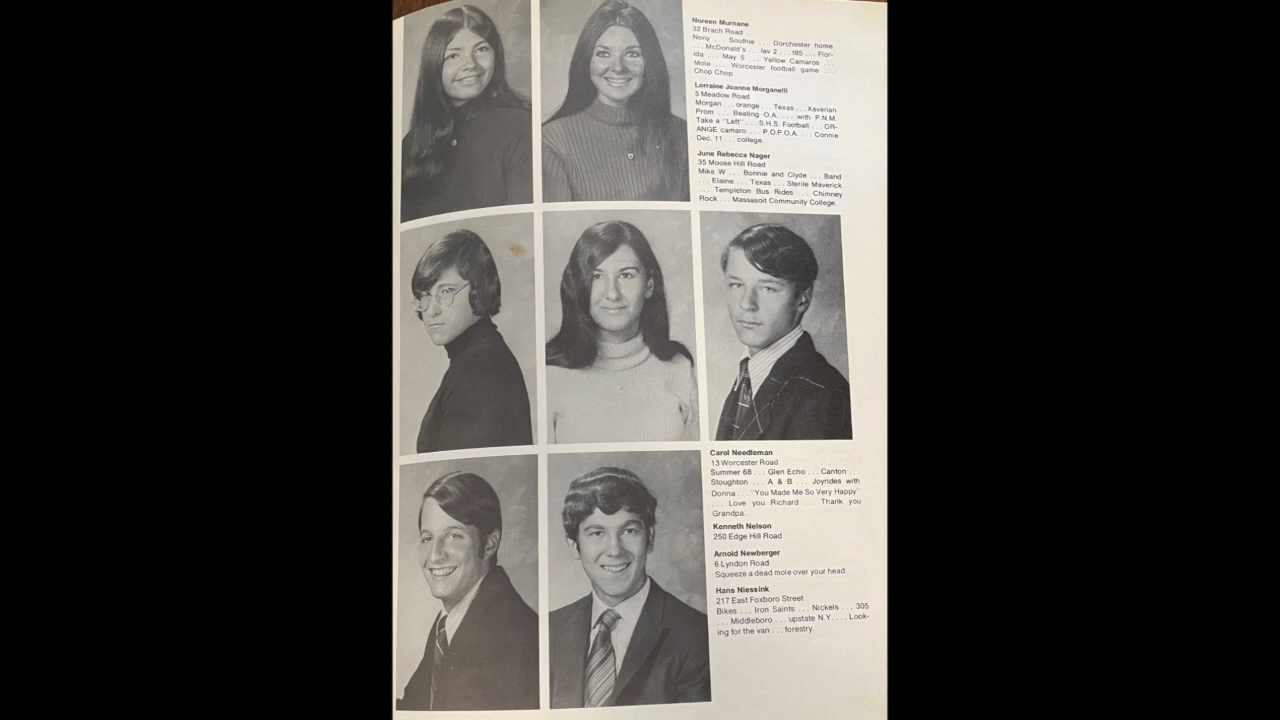 Noreen Murnane
32 Brach Road
Nony . . . Southie . . . Dorchester home
. . . McDonald's . . . lav 2 . . . f85 . . . Flor-
ida . . . May 5 . . . Yellow Camaros . . .
Mole . . . Worcester football game . . .
Chop Chop.
Lorraine Joanne Morganelli
5 Meadow Road
Morgan . . . orange . . . Texas . . . Xaverian
Prom . . . Beating O.A. . . . with P.N.M.
Take a "Left" . . . S.H.S. Football . . . OR-
ANGE camaro . . . P.O.P.O.A. . . . Connie
Dec. 11 . . . college.
June Rebecca Nager
35 Moose Hill Road
Mike W . . . Bonnie and Clyde . . . Band
. . . Elaine . . . Texas . . . Sterile Maverick
. . . Templeton Bus Rides . . . Chimney
Rock . . . Massasoit Community College.
Carol Needleman
13 Worcester Road
Summer 68 . . . Glen Echo . . . Canton . . .
Stoughton . . . A & B . . . Joyrides with
Donna . . . "You Made Me So Very Happy"
. . . Love you Richard . . . Thank you
Grandpa.
Kenneth Nelson
250 Edge Hill Road
Arnold Newberger
6 Lyndon Road
Squeeze a dead mole over your head.
Hans Niessink
217 East Foxboro Street
Bikes . . . Iron Saints . . . Nickels . . . 305
. . . Middleboro . . . upstate N.Y. . . . Look-
ing for the van . . . forestry.